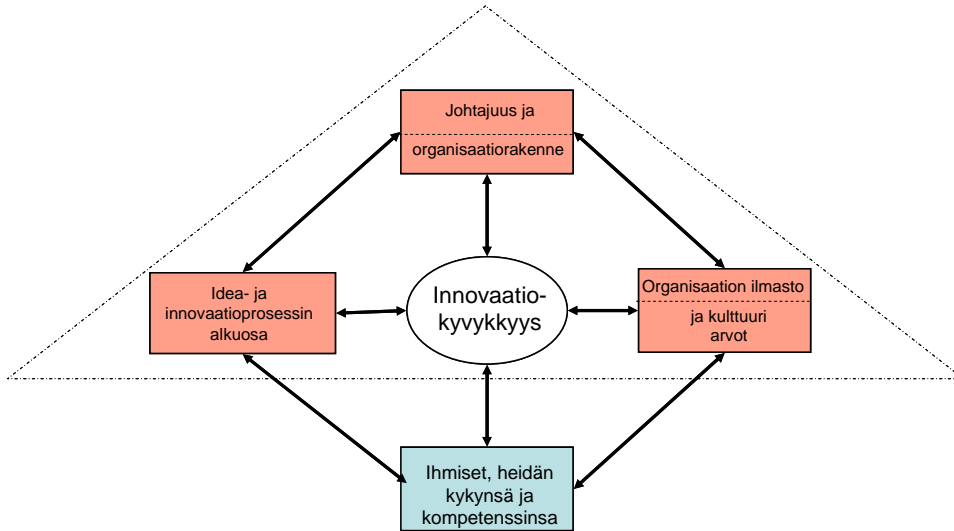 Johtajuus ja
organisaatiorakenne
Idea- ja
innovaatioprosessin
alkuosa
Innovaatio-
kyvykkyys
Organisaation ilmasto
ja kulttuuri
arvot
Ihmiset, heidän
kykynsä ja
kompetenssinsa